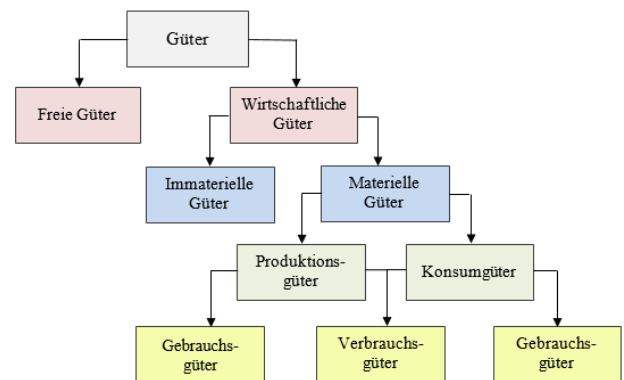 Güter
Freie Güter
Wirtschaftliche
Güter
Immaterielle
Güter
Materielle
Güter
Produktions-
güter
Konsumgüter
Gebrauchs-
güter
Verbrauchs-
güter
Gebrauchs-
güter